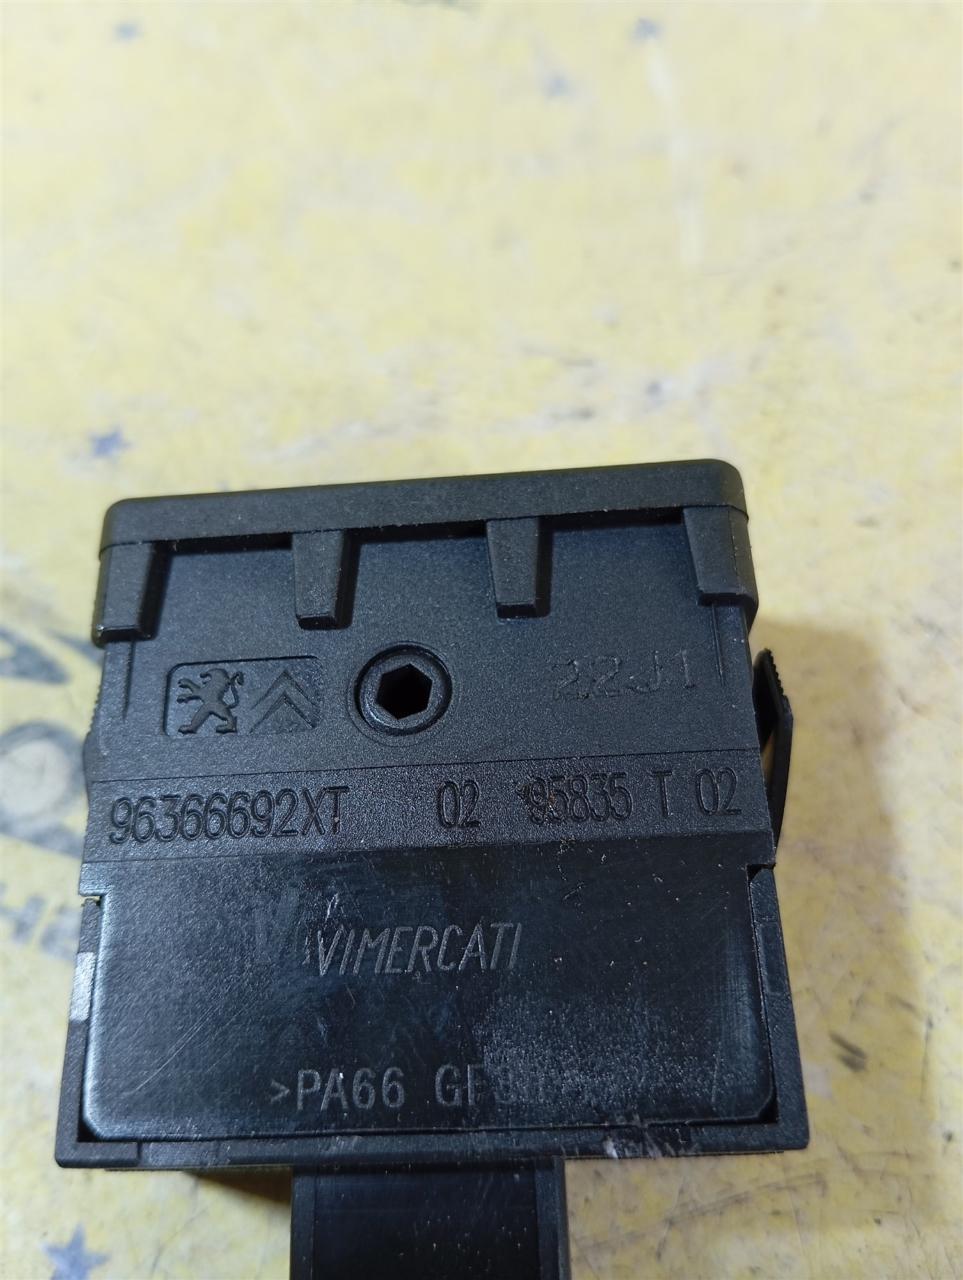 22J1
96366692XT 02 95835 T 02
VIMERCATI
>PA66